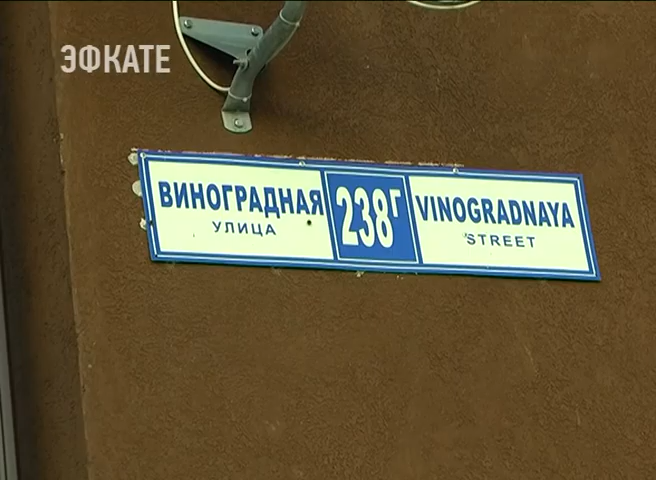 ЭФКАТЕ
ВИНОГРАДНАЯ
УЛИЦА
238г
VINOGRADNAYA
STREET